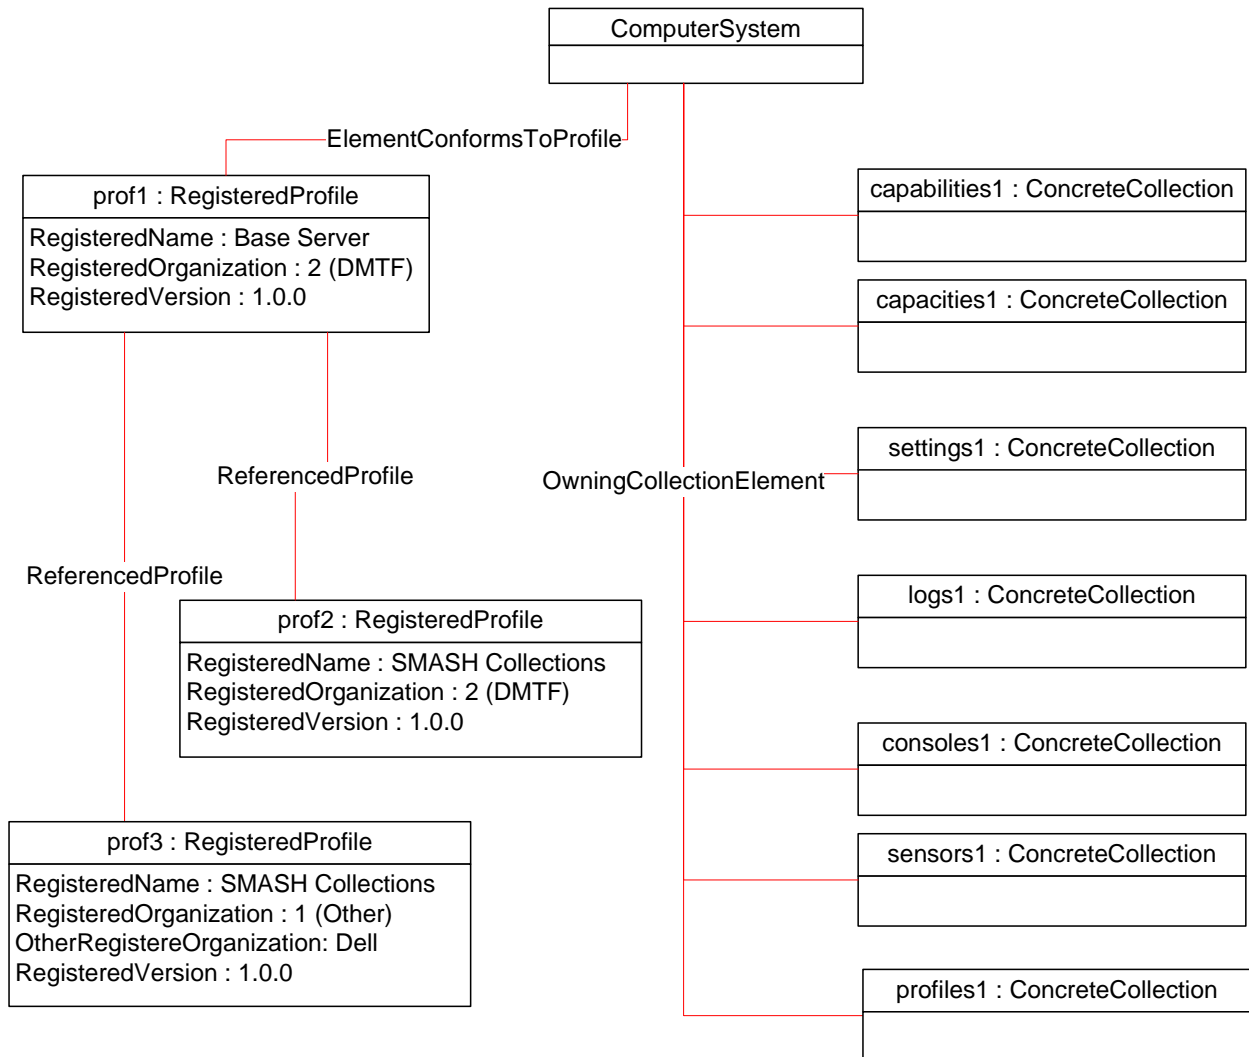 ComputerSystem
ElementConformsToProfile
prof1 : RegisteredProfile
RegisteredName : Base Server
RegisteredOrganization : 2 (DMTF)
RegisteredVersion : 1.0.0
ReferencedProfile
ReferencedProfile
prof2 : RegisteredProfile
RegisteredName : SMASH Collections
RegisteredOrganization : 2 (DMTF)
RegisteredVersion : 1.0.0
prof3 : RegisteredProfile
RegisteredName : SMASH Collections
RegisteredOrganization : 1 (Other)
OtherRegistereOrganization: Dell
RegisteredVersion : 1.0.0
OwningCollectionElement
capabilities1 : ConcreteCollection
capacities1 : ConcreteCollection
settings1 : ConcreteCollection
logs1 : ConcreteCollection
consoles1 : ConcreteCollection
sensors1 : ConcreteCollection
profiles1 : ConcreteCollection